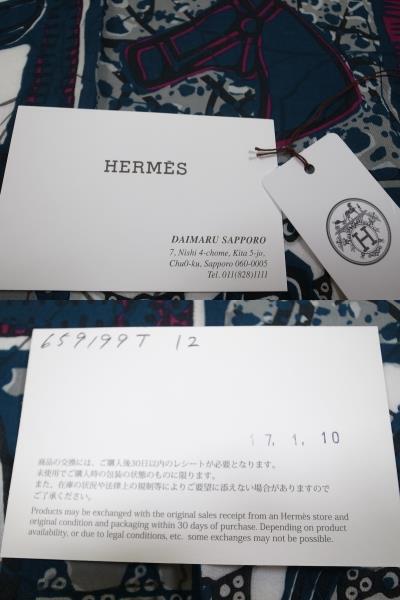 HERMÈS
DAIMARU SAPPORO
7, Nishi 4-chome, Kita 5-jo,
Chu0-ku, Sapporo 060-0005
Tel. 011(828)1111
H
659199T 12
17. 1. 10
商品の交換には、ご購入後30日以内のレシートが必要となります。
未使用でご購入時の包装の状態のものに限ります。
また、在庫の状況や法律上の規制等によりご要望に添えない場合がありますので
ご了承ください。
Products may be exchanged with the original sales receipt from an Hermès store and
original condition and packaging within 30 days of purchase. Depending on product
availability, or due to legal conditions, etc. some exchanges may not be possible.